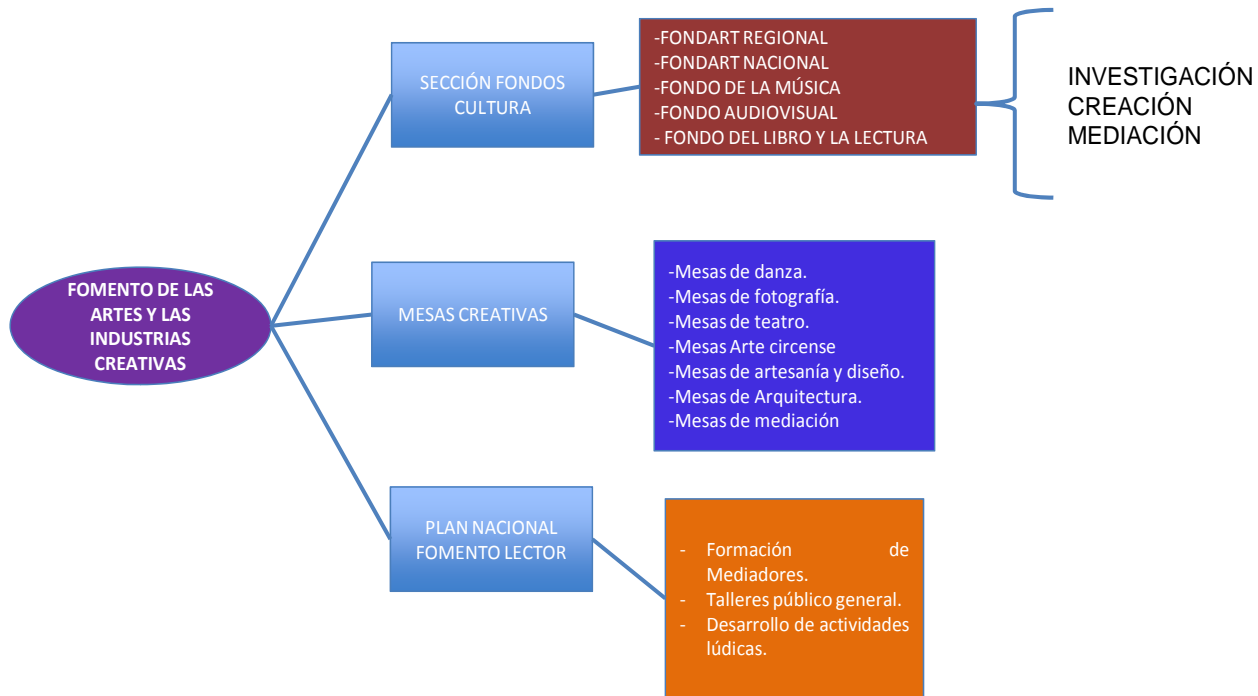 FOMENTO DE LAS
ARTES Y LAS
INDUSTRIAS
CREATIVAS
SECCIÓN FONDOS
CULTURA
-FONDART REGIONAL
-FONDART NACIONAL
-FONDO DE LA MÚSICA
-FONDO AUDIOVISUAL
- FONDO DEL LIBRO Y LA LECTURA
INVESTIGACIÓN
CREACIÓN
MEDIACIÓN
MESAS CREATIVAS
-Mesas de danza.
-Mesas de fotografía.
-Mesas de teatro.
-Mesas Arte circense
-Mesas de artesanía y diseño.
-Mesas de Arquitectura.
-Mesas de mediación
PLAN NACIONAL
FOMENTO LECTOR
- Formación de
Mediadores.
- Talleres público general.
- Desarrollo de actividades
lúdicas.